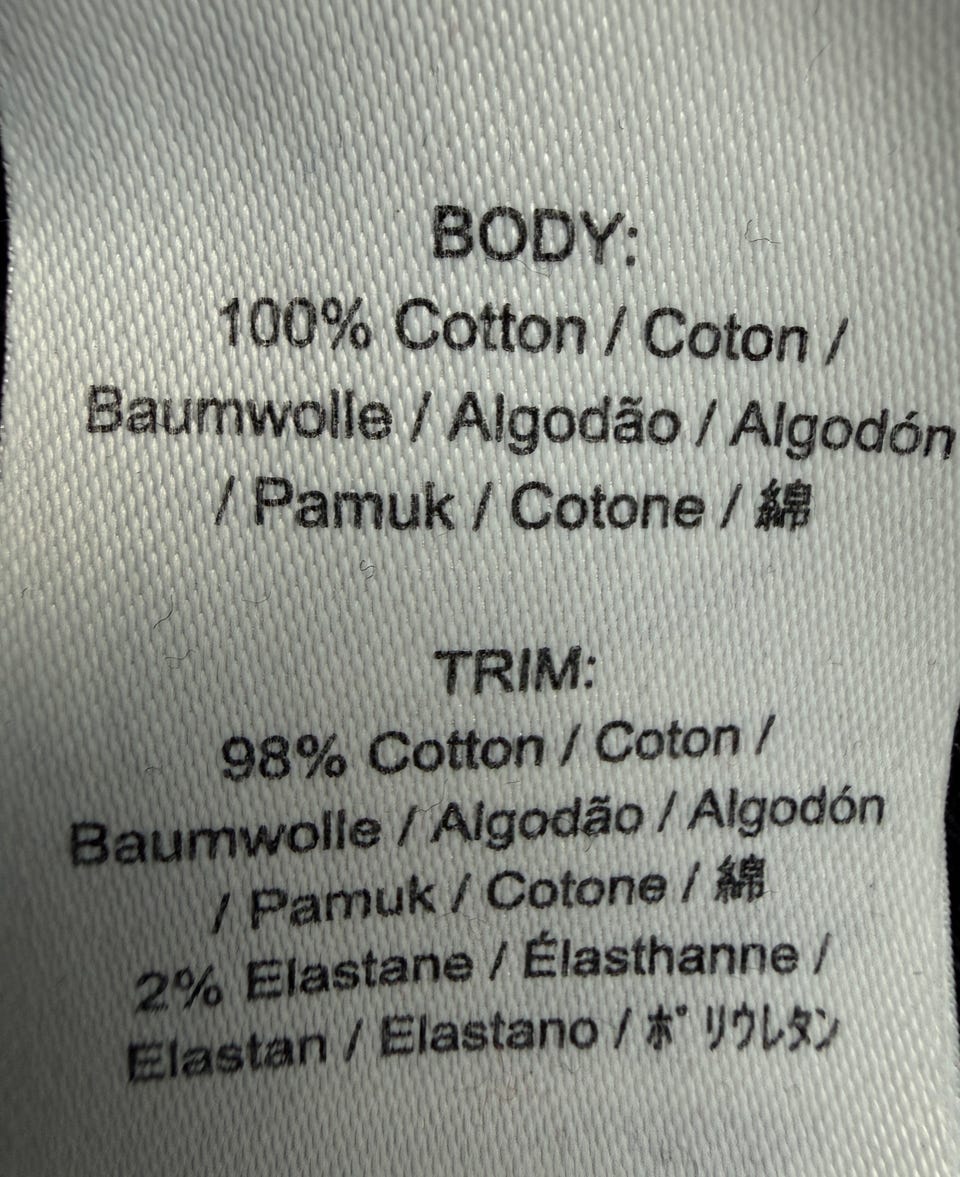 BODY:
100% Cotton / Coton /
Baumwolle / Algodão / Algodón
/ Pamuk / Cotone / 綿
TRIM:
98% Cotton / Coton /
Baumwolle / Algodão / Algodón
/ Pamuk / Cotone / 綿
2% Elastane / Élasthanne /
Elastan / Elastano / ﾎﾟﾘｳﾚﾀﾝ